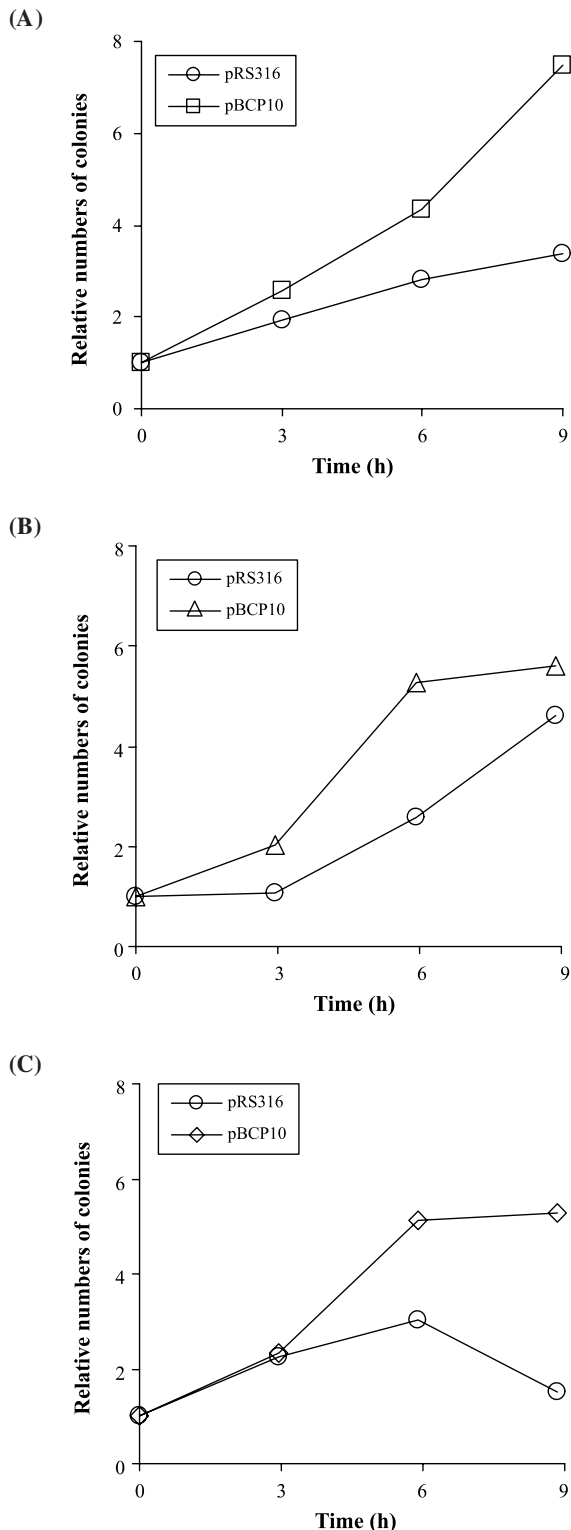 (A)
8
pRS316
pBCP10
6
4
2
0
Relative numbers of colonies
0 3 6 9
Time (h)
(B)
8
pRS316
pBCP10
6
4
2
0
Relative numbers of colonies
0 3 6 9
Time (h)
(C)
8
pRS316
pBCP10
6
4
2
0
Relative numbers of colonies
0 3 6 9
Time (h)